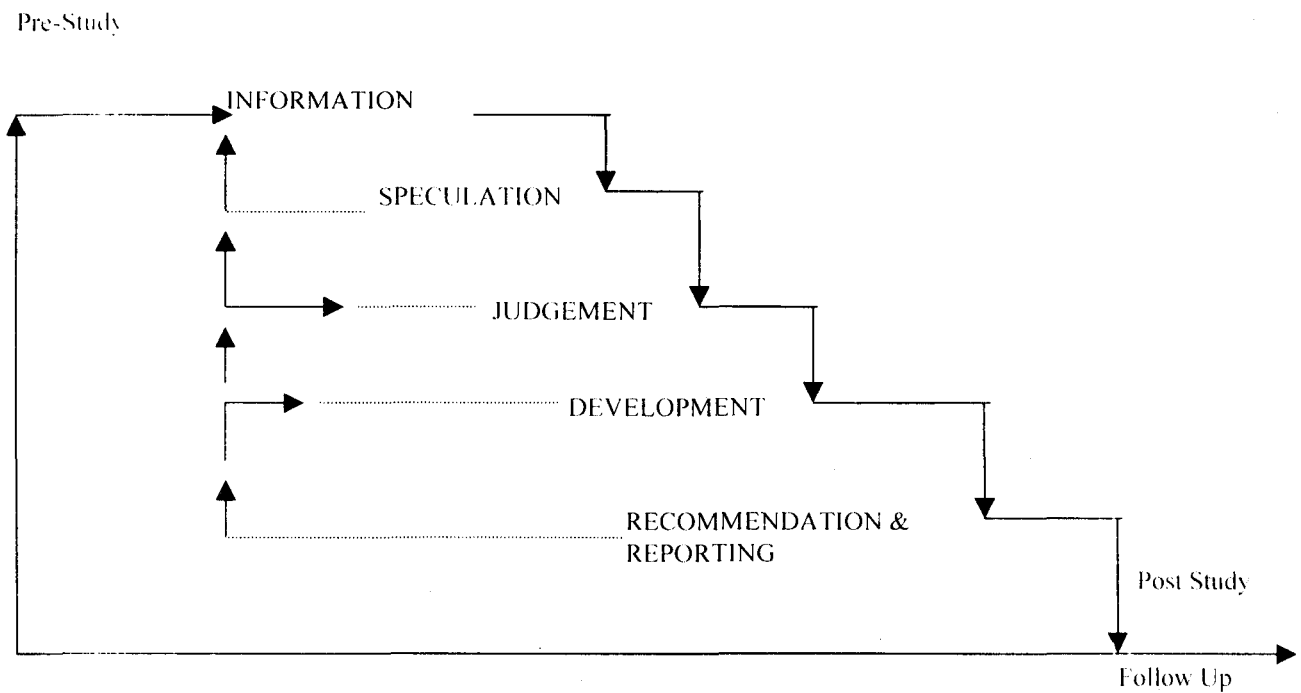 Pre-Study
INFORMATION
SPECULATION
JUDGEMENT
DEVELOPMENT
RECOMMENDATION &
REPORTING
Post Study
Follow Up